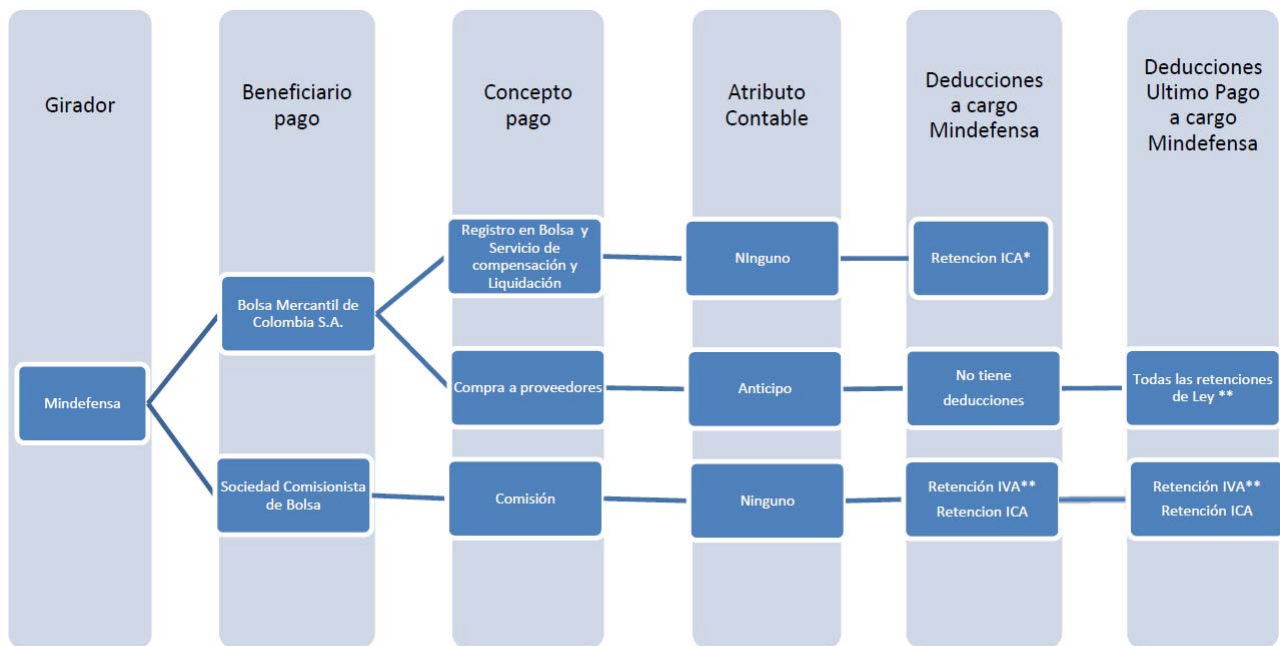 Girador
Beneficiario
pago
Concepto
pago
Atributo
Contable
Deducciones
a cargo
Mindefensa
Deducciones
Ultimo Pago
a cargo
Mindefensa
Mindefensa
Bolsa Mercantil de
Colombia S.A.
Registro en Bolsa y
Servicio de
compensación y
Liquidación
NInguno
Retencion ICA*
Compra a proveedores
Anticipo
No tiene
deducciones
Todas las retenciones
de Ley **
Sociedad Comisionista
de Bolsa
Comisión
Ninguno
Retención IVA**
Retencion ICA
Retención IVA**
Retención ICA